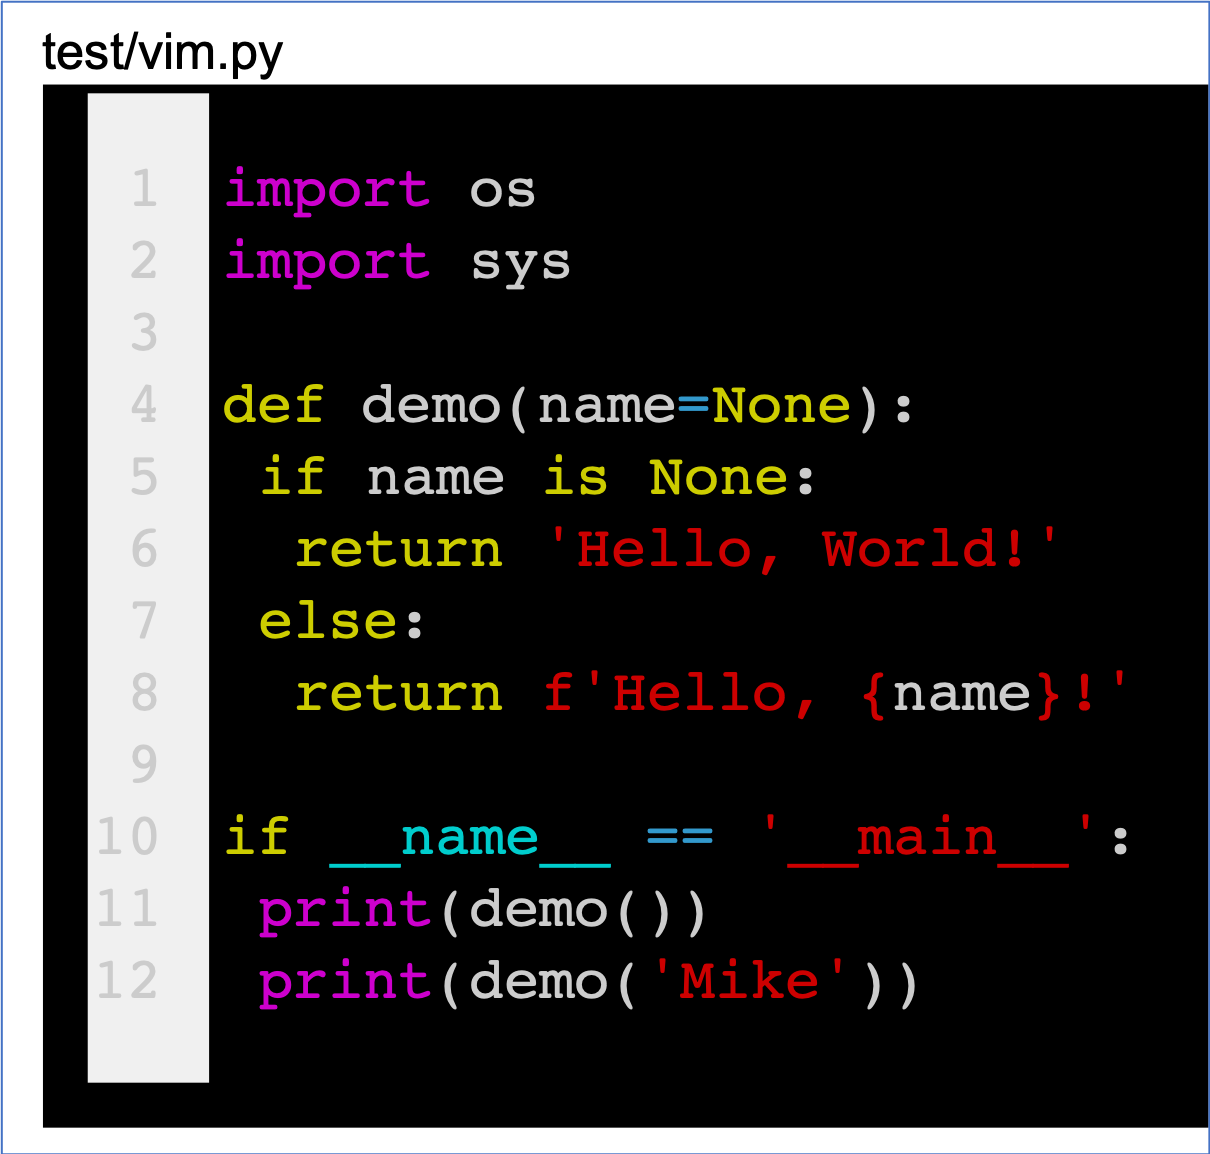 test/vim.py
1 import os
2 import sys
3
4 def demo(name=None):
5  if name is None:
6   return 'Hello, World!'
7  else:
8   return f'Hello, {name}!'
9
10 if __name__ == '__main__':
11  print(demo())
12  print(demo('Mike'))